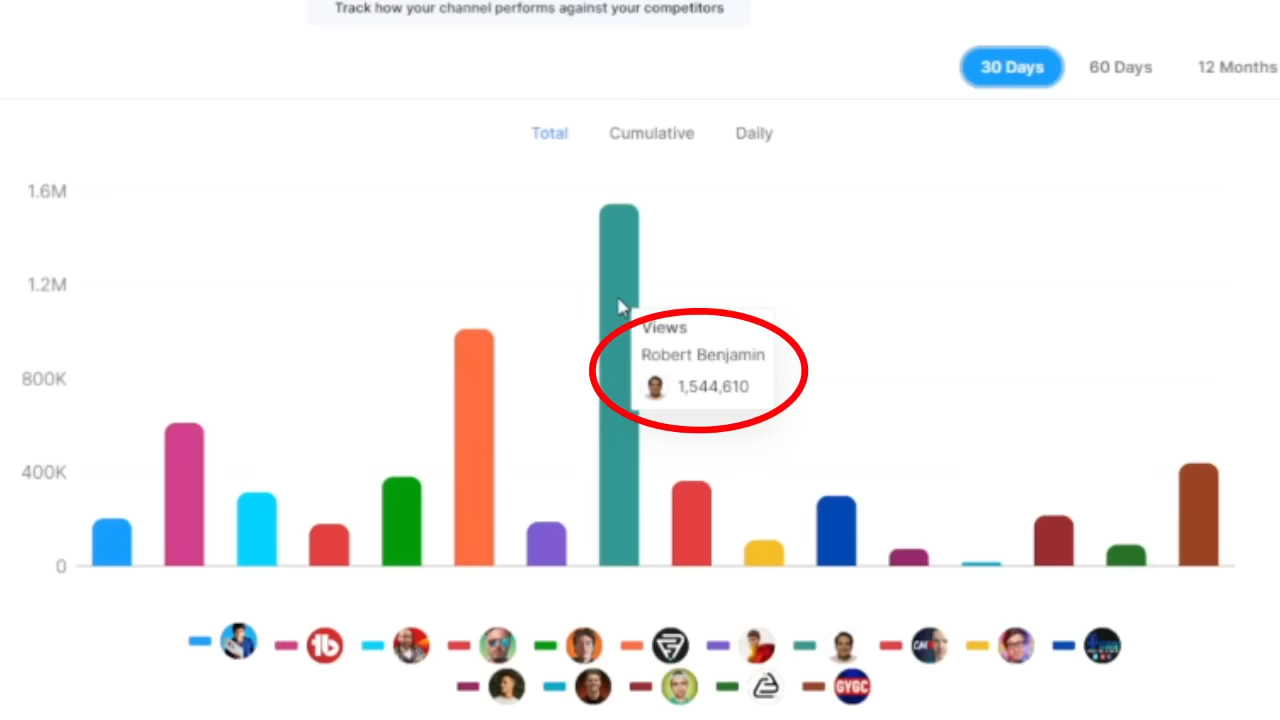 Track how your channel performs against your competitors
30 Days 60 Days 12 Months
Total Cumulative Daily
1.6M
1.2M
800K
400K
0
Views
Robert Benjamin
1,544,610
1b
GYGC